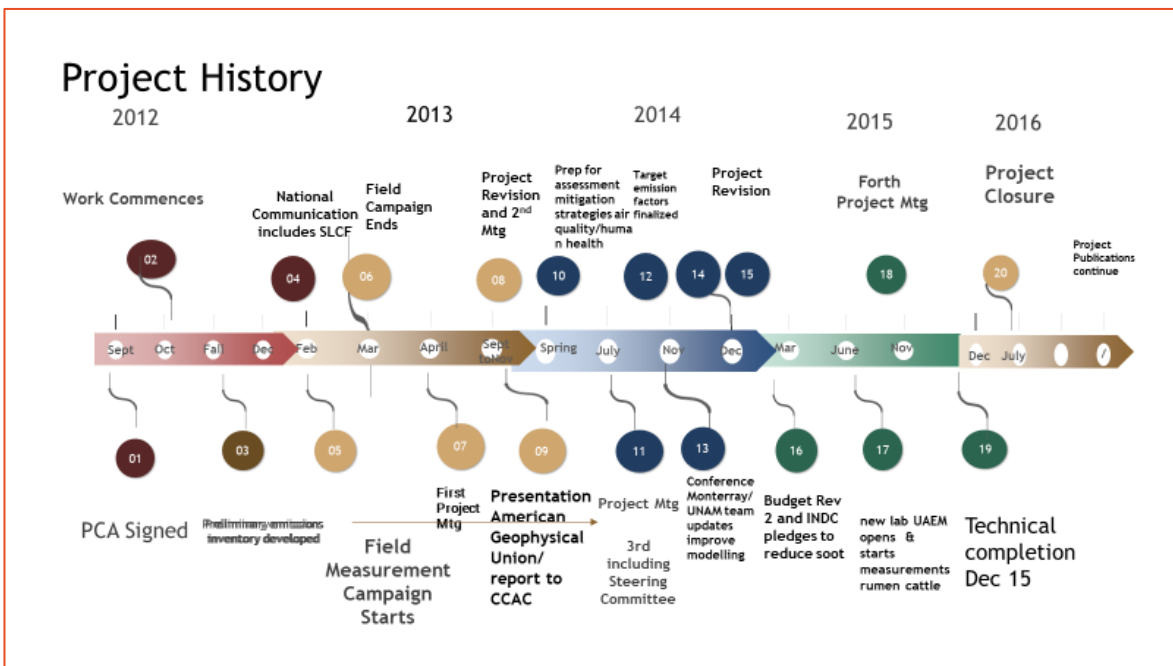 Project History
2012
2013
2014
2015
2016
Work Commences
National
Communication
includes SLCF
Field
Campaign
Ends
Project
Revision
and 2nd
Mtg
Prep for
assessment
mitigation
strategies air
quality/huma
n health
Target
emission
factors
finalized
Project
Revision
Forth
Project Mtg
Project
Closure
Project
Publications
continue
02
04
06
08
10
12
14
15
18
20
Sept
Oct
Fall
Dec
Feb
Mar
April
Sept
toNov
Spring
July
Nov
Dec
Mar
June
Nov
Dec
July
/
01
03
05
07
09
11
13
16
17
19
PCA Signed
Preliminary emissions
inventory developed
Field
Measurement
Campaign
Starts
First
Project
Mtg
Presentation
American
Geophysical
Union/
report to
CCAC
Project Mtg
3rd
including
Steering
Committee
Conference
Monterray/
UNAM team
updates
improve
modelling
Budget Rev
2 and INDC
pledges to
reduce soot
new lab UAEM
opens &
starts
measurements
rumen cattle
Technical
completion
Dec 15